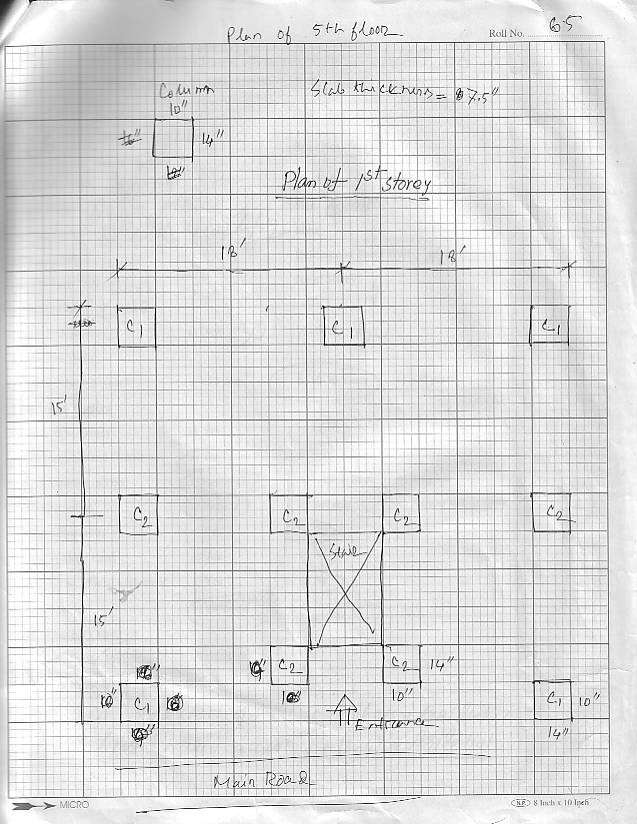 Plan of 5th floor
Roll No. 65
Column
10"
14"
Slab thickness = 7.5"
Plan of 1st storey
18' 18'
C1 C1 C1
15'
C2 C2 C2 C2
Stair
15'
C2 C2 14"
10"
C1
C1 10"
14"
Entrance
Main Road
MICRO
8 Inch x 10 Inch